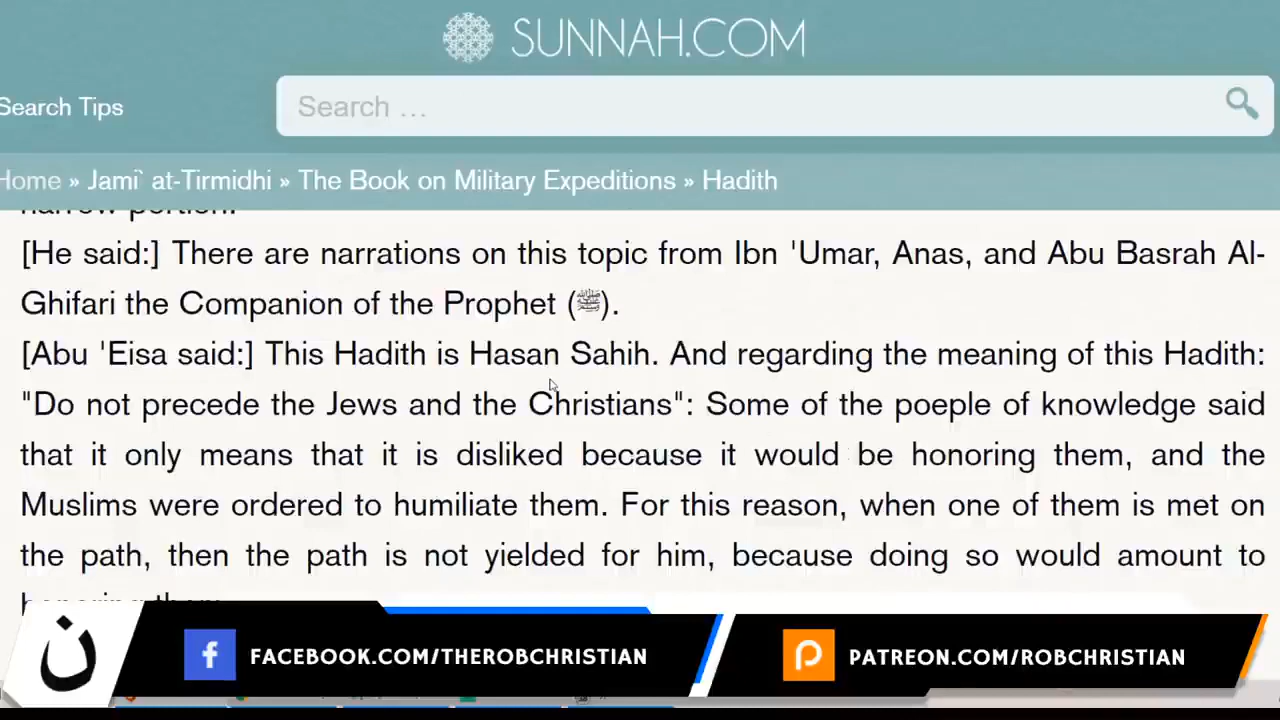 SUNNAH.COM
Search Tips
Search ...
Home » Jami` at-Tirmidhi » The Book on Military Expeditions » Hadith
narrow portion.
[He said:] There are narrations on this topic from Ibn 'Umar, Anas, and Abu Basrah Al-
Ghifari the Companion of the Prophet (ﷺ).
[Abu 'Eisa said:] This Hadith is Hasan Sahih. And regarding the meaning of this Hadith:
"Do not precede the Jews and the Christians": Some of the poeple of knowledge said
that it only means that it is disliked because it would be honoring them, and the
Muslims were ordered to humiliate them. For this reason, when one of them is met on
the path, then the path is not yielded for him, because doing so would amount to
honoring them
ن
f FACEBOOK.COM/THEROBCHRISTIAN
PATREON.COM/ROBCHRISTIAN